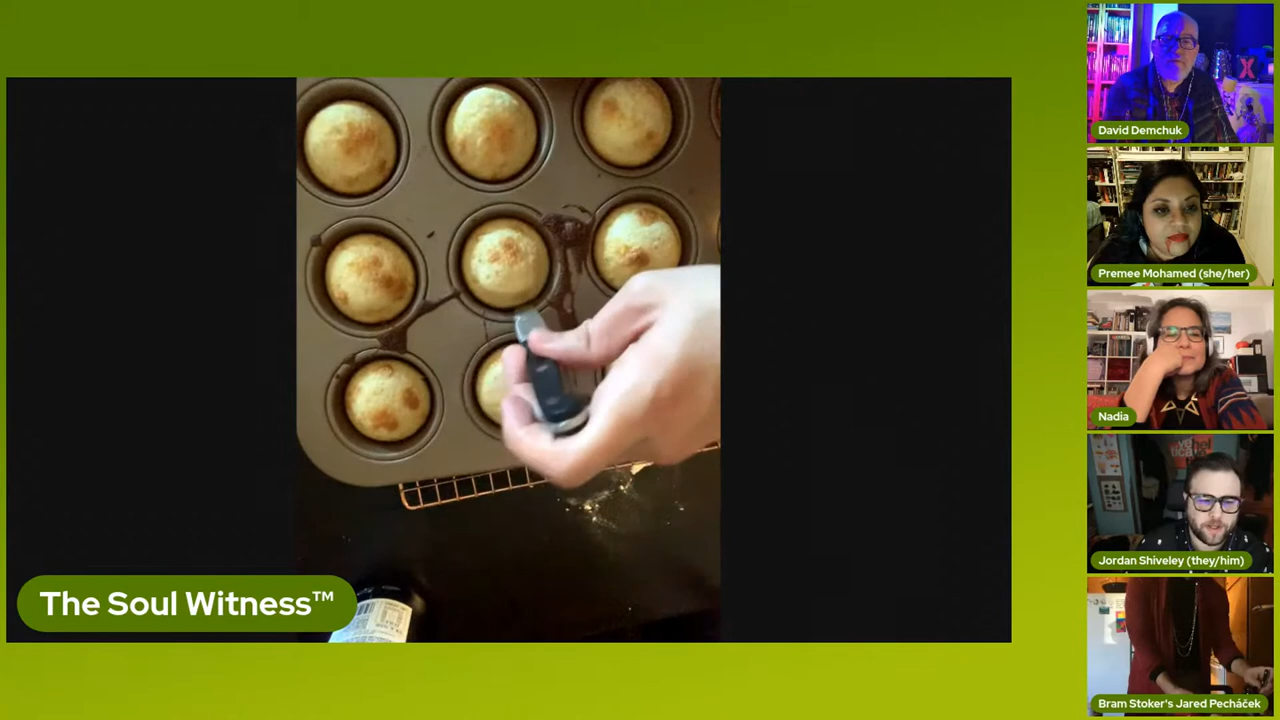 The Soul Witness™
David Demchuk
Premee Mohamed (she/her)
Nadia
Jordan Shiveley (they/him)
Bram Stoker's Jared Pecháček